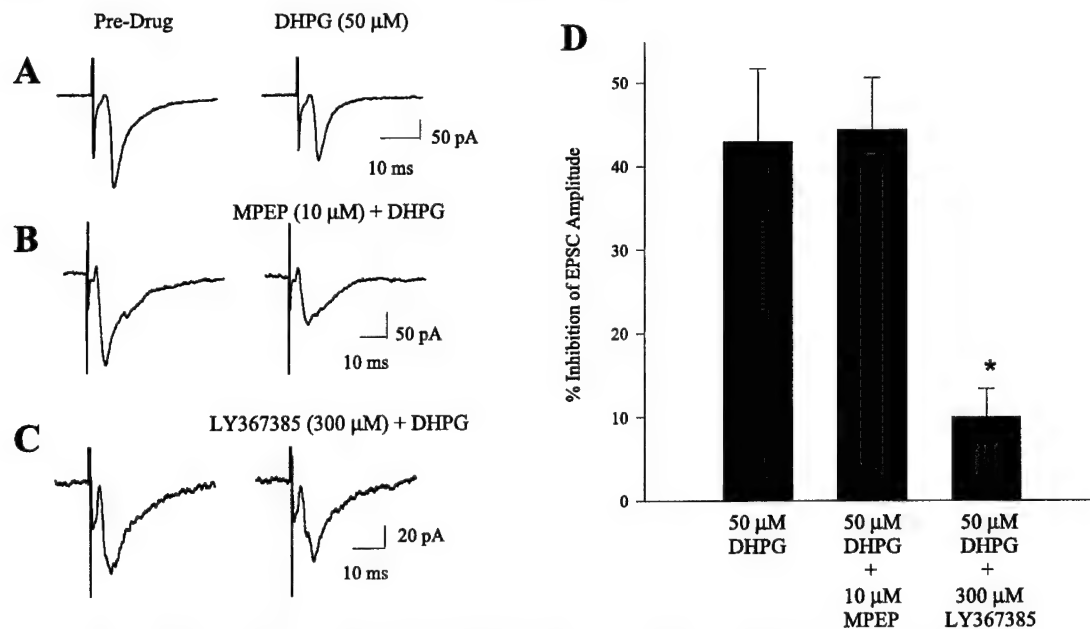 Pre-Drug
DHPG (50 μM)
A
50 pA
10 ms
MPEP (10 μM) + DHPG
B
50 pA
10 ms
LY367385 (300 μM) + DHPG
C
20 pA
10 ms
D
% Inhibition of EPSC Amplitude
50
40
30
20
10
0
*
50 μM
DHPG
50 μM
DHPG
+
10 μM
MPEP
50 μM
DHPG
+
300 μM
LY367385